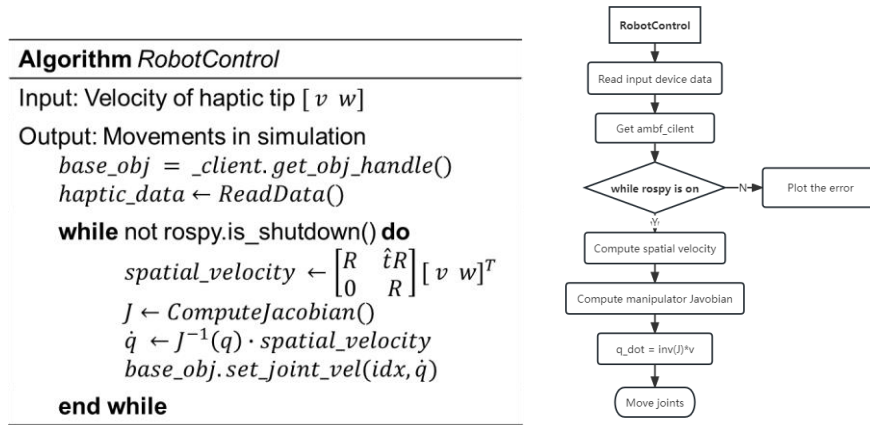 Algorithm RobotControl
Input: Velocity of haptic tip [ v w]
Output: Movements in simulation
base_obj = _client.get_obj_handle()
haptic_data ← ReadData()
while not rospy.is_shutdown() do
spatial_velocity ← [R t̂R 0 R] [ v w]^T
J ← ComputeJacobian()
q̇ ← J⁻¹(q) · spatial_velocity
base_obj.set_joint_vel(idx, q̇)
end while
RobotControl
Read input device data
Get ambf_cilent
while rospy is on
N
Plot the error
Y
Compute spatial velocity
Compute manipulator Javobian
q_dot = inv(J)*v
Move joints